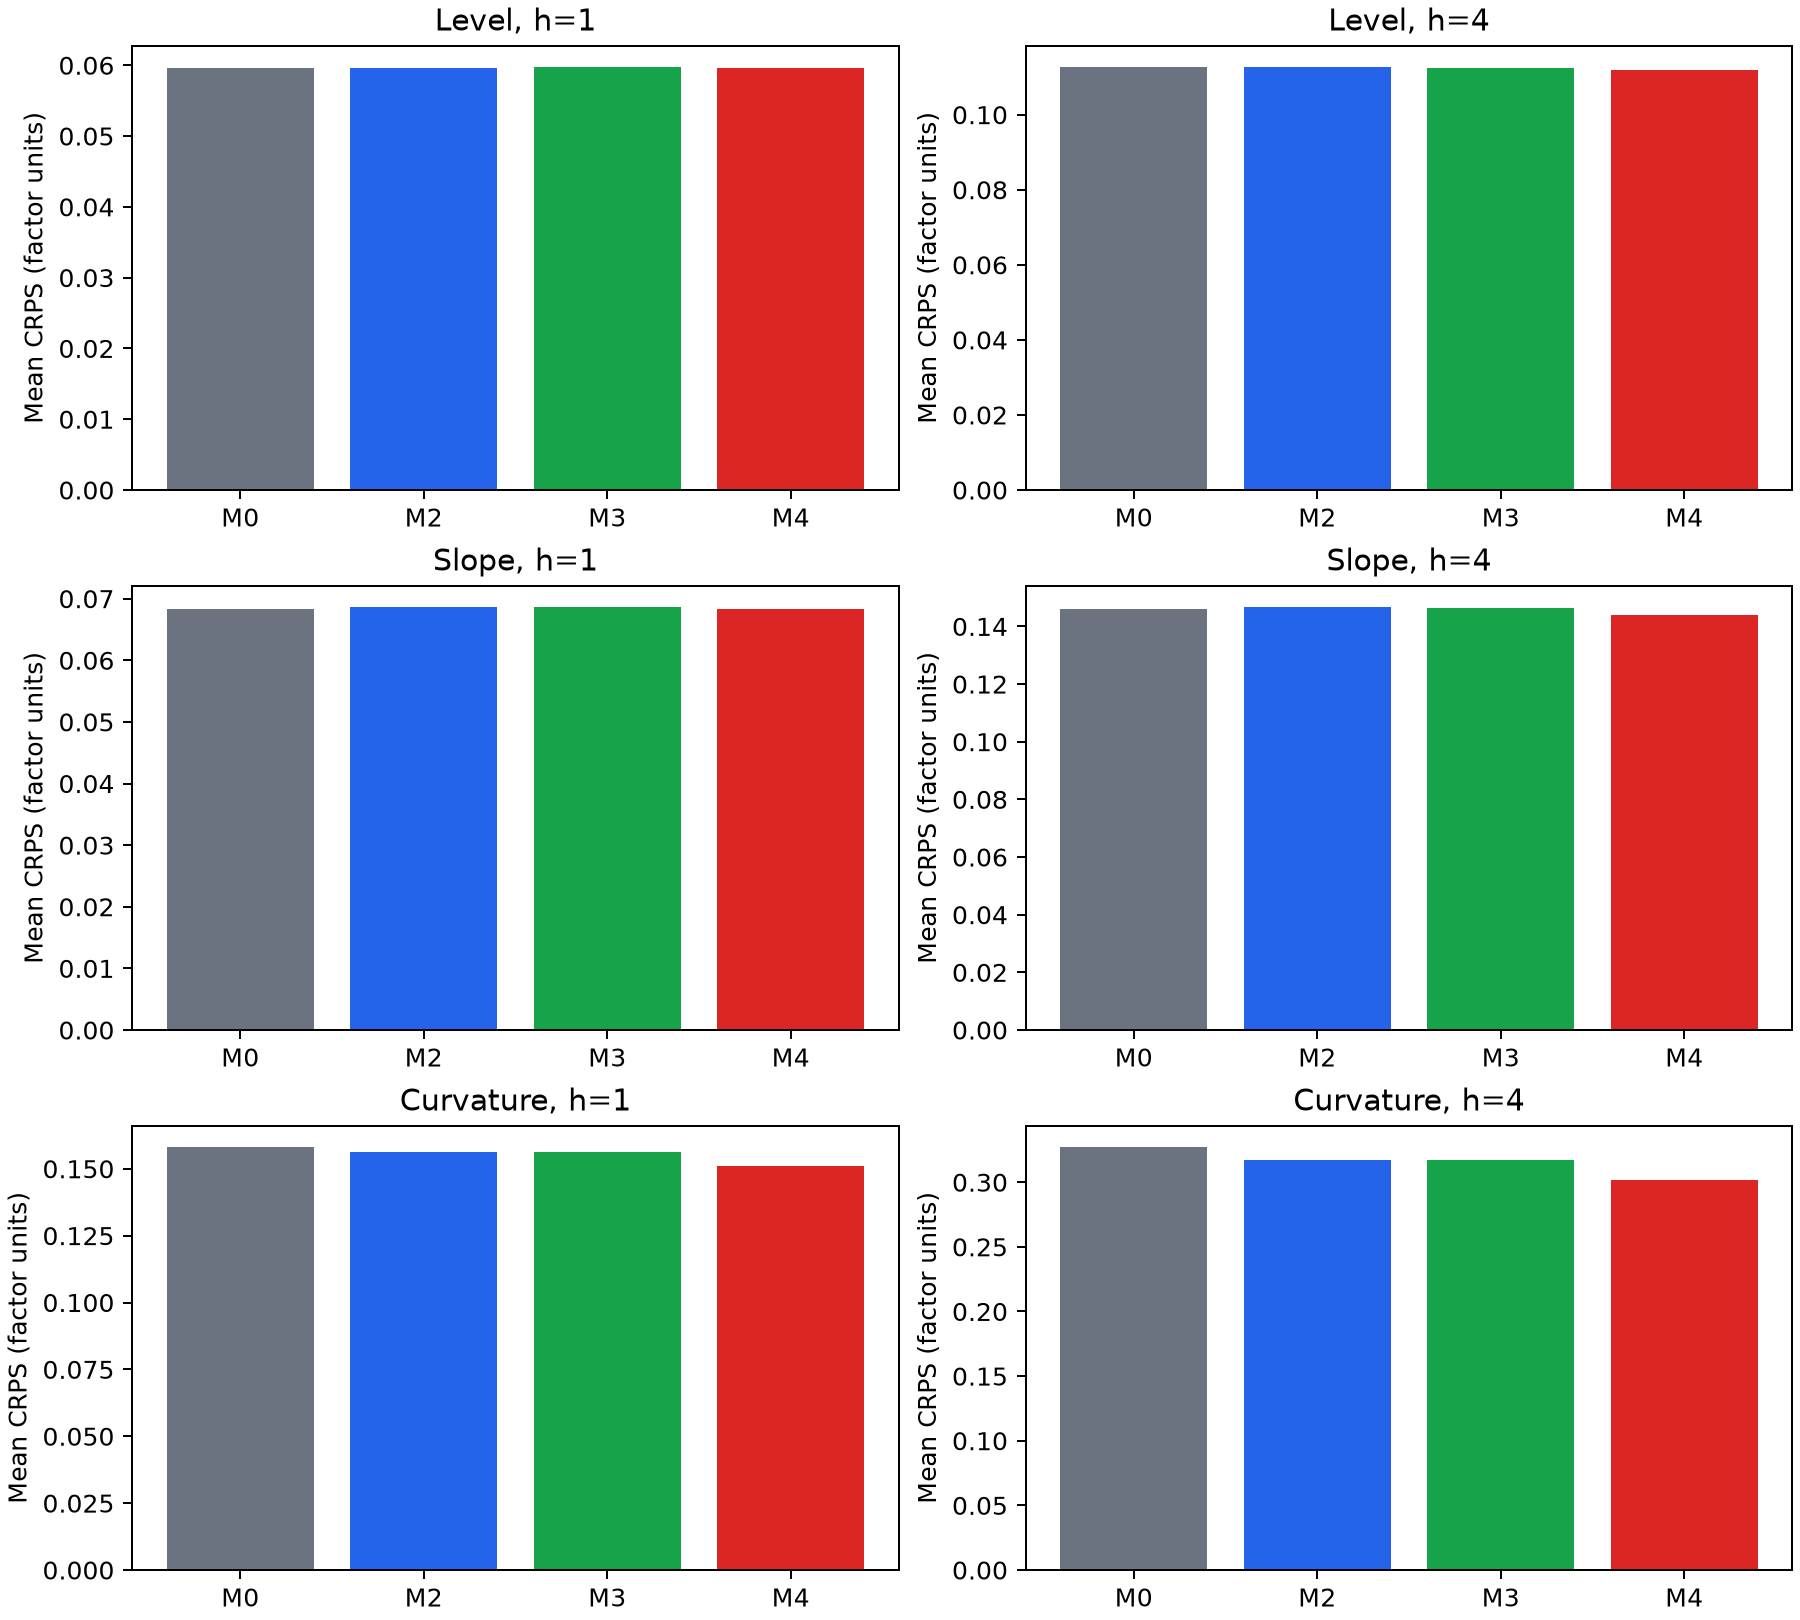 Level, h=1
Mean CRPS (factor units)
0.06
0.05
0.04
0.03
0.02
0.01
0.00
M0 M2 M3 M4
Level, h=4
Mean CRPS (factor units)
0.10
0.08
0.06
0.04
0.02
0.00
M0 M2 M3 M4
Slope, h=1
Mean CRPS (factor units)
0.07
0.06
0.05
0.04
0.03
0.02
0.01
0.00
M0 M2 M3 M4
Slope, h=4
Mean CRPS (factor units)
0.14
0.12
0.10
0.08
0.06
0.04
0.02
0.00
M0 M2 M3 M4
Curvature, h=1
Mean CRPS (factor units)
0.150
0.125
0.100
0.075
0.050
0.025
0.000
M0 M2 M3 M4
Curvature, h=4
Mean CRPS (factor units)
0.30
0.25
0.20
0.15
0.10
0.05
0.00
M0 M2 M3 M4